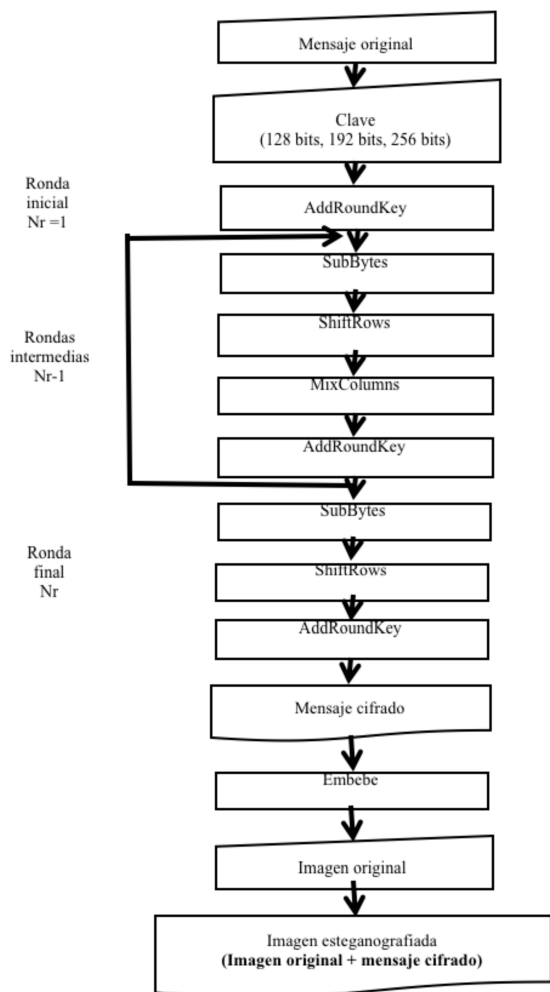 Mensaje original
Clave
(128 bits, 192 bits, 256 bits)
Ronda
inicial
Nr =1
AddRoundKey
SubBytes
ShiftRows
Rondas
intermedias
Nr-1
MixColumns
AddRoundKey
SubBytes
Ronda
final
Nr
ShiftRows
AddRoundKey
Mensaje cifrado
Embebe
Imagen original
Imagen esteganografiada
(Imagen original + mensaje cifrado)